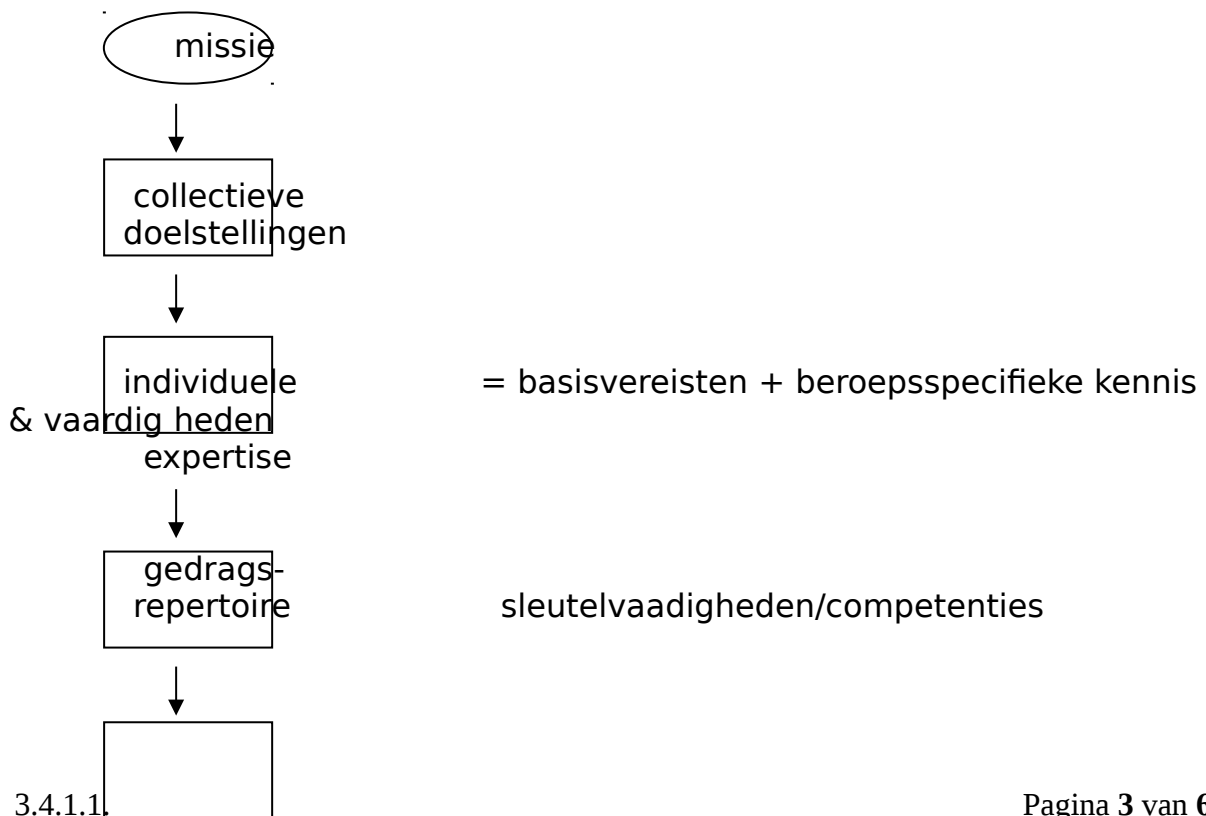 missie
collectieve
doelstellingen
individuele = basisvereisten + beroepsspecifieke kennis
& vaardig heden
expertise
gedrags-
repertoire sleutelvaadigheden/competenties
3.4.1.1. Pagina 3 van 6